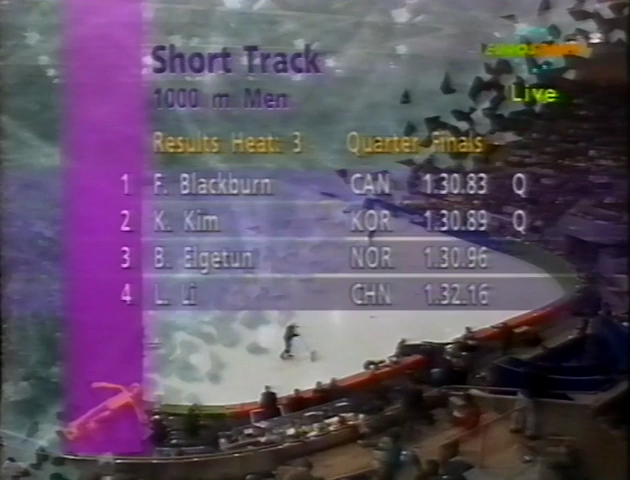 Short Track
EUROSPORT
1000 m Men
Live
Results Heat: 3 Quarter Finals
1 F. Blackburn CAN 1.30.83 Q
2 K. Kim KOR 1.30.89 Q
3 B. Elgetun NOR 1.30.96
4 L. Li CHN 1.32.16